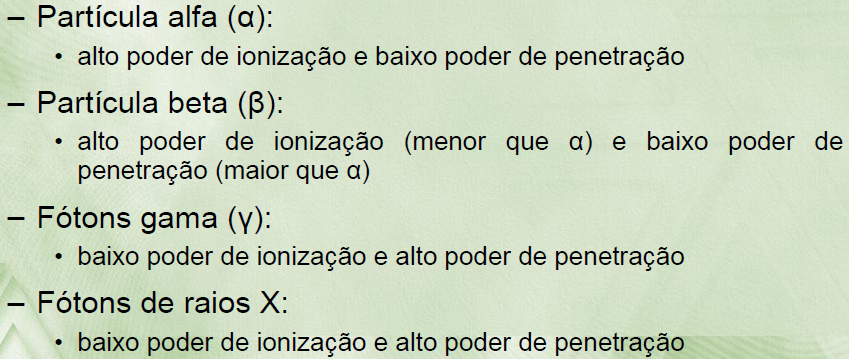 – Partícula alfa (α):
• alto poder de ionização e baixo poder de penetração
– Partícula beta (β):
• alto poder de ionização (menor que α) e baixo poder de
penetração (maior que α)
– Fótons gama (γ):
• baixo poder de ionização e alto poder de penetração
– Fótons de raios X:
• baixo poder de ionização e alto poder de penetração